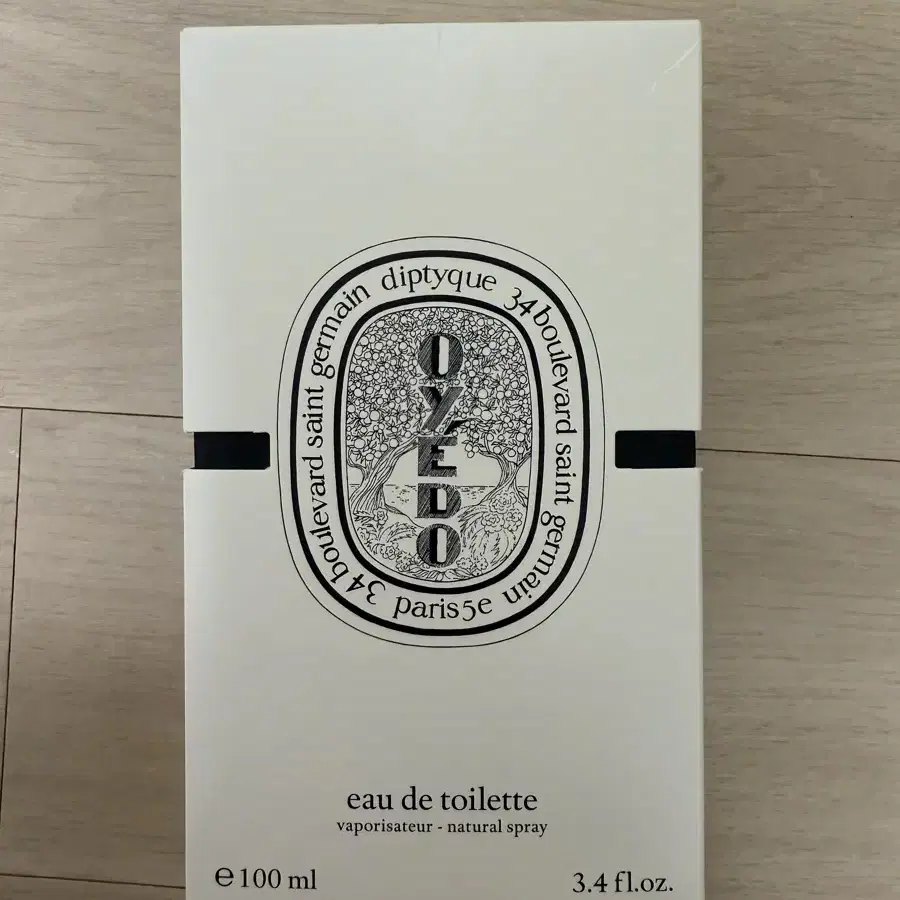 diptyque 34 boulevard saint germain paris 5e 34 boulevard saint germain
OYEDO
eau de toilette
vaporisateur - natural spray
℮ 100 ml
3.4 fl.oz.